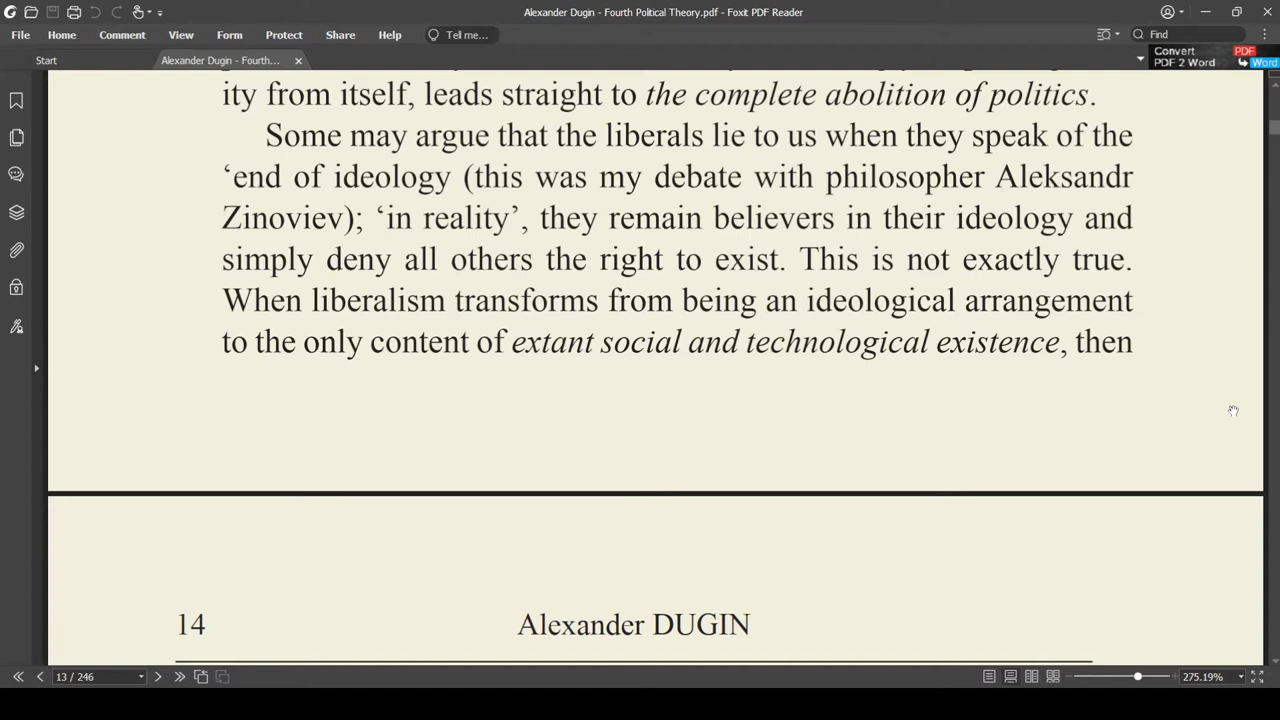 Alexander Dugin - Fourth Political Theory.pdf - Foxit PDF Reader
File Home Comment View Form Protect Share Help Tell me... Find
Start Alexander Dugin - Fourth... Convert PDF
PDF 2 Word Word
ity from itself, leads straight to the complete abolition of politics.
Some may argue that the liberals lie to us when they speak of the
‘end of ideology (this was my debate with philosopher Aleksandr
Zinoviev); ‘in reality’, they remain believers in their ideology and
simply deny all others the right to exist. This is not exactly true.
When liberalism transforms from being an ideological arrangement
to the only content of extant social and technological existence, then
14 Alexander DUGIN
13 / 246 275.19%